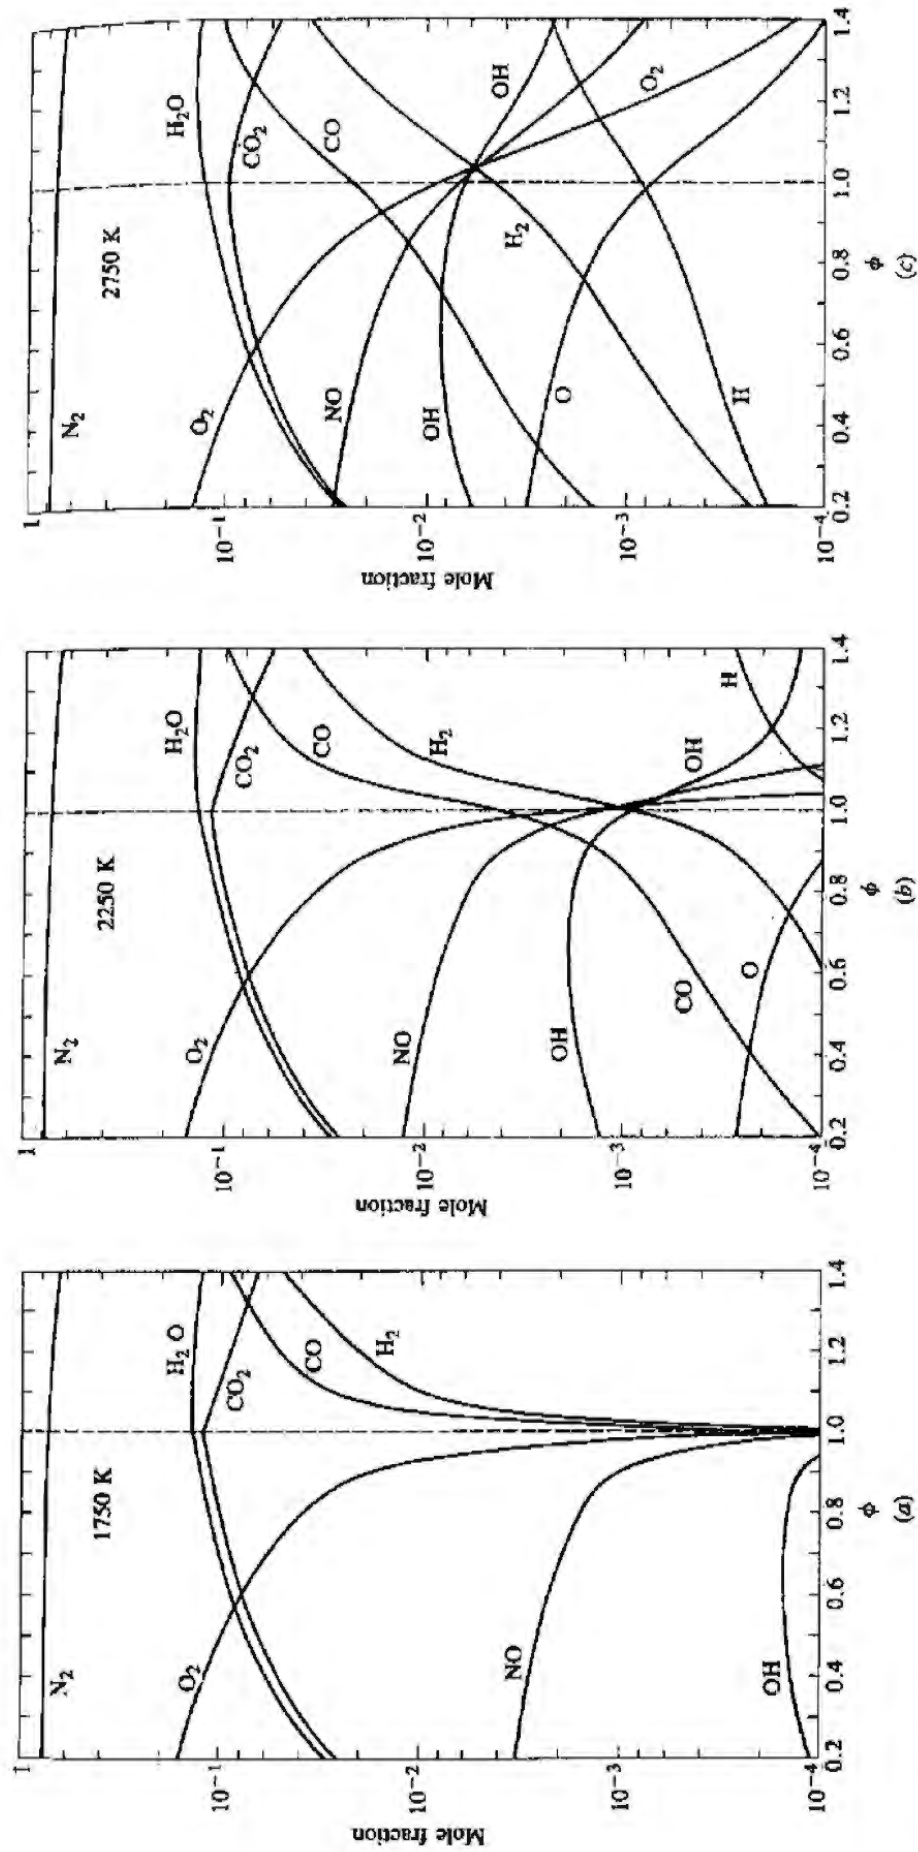 1
10⁻¹
10⁻²
10⁻³
10⁻⁴
Mole fraction
1750 K
N₂
O₂
NO
OH
H₂O
CO₂
CO
H₂
0.2 0.4 0.6 0.8 1.0 1.2 1.4
ϕ
(a)
1
10⁻¹
10⁻²
10⁻³
10⁻⁴
Mole fraction
2250 K
N₂
O₂
NO
OH
CO
O
H₂O
CO₂
CO
H₂
OH
H
0.2 0.4 0.6 0.8 1.0 1.2 1.4
ϕ
(b)
1
10⁻¹
10⁻²
10⁻³
10⁻⁴
Mole fraction
2750 K
N₂
O₂
NO
OH
O
H
H₂
H₂O
CO₂
CO
OH
O₂
0.2 0.4 0.6 0.8 1.0 1.2 1.4
ϕ
(c)